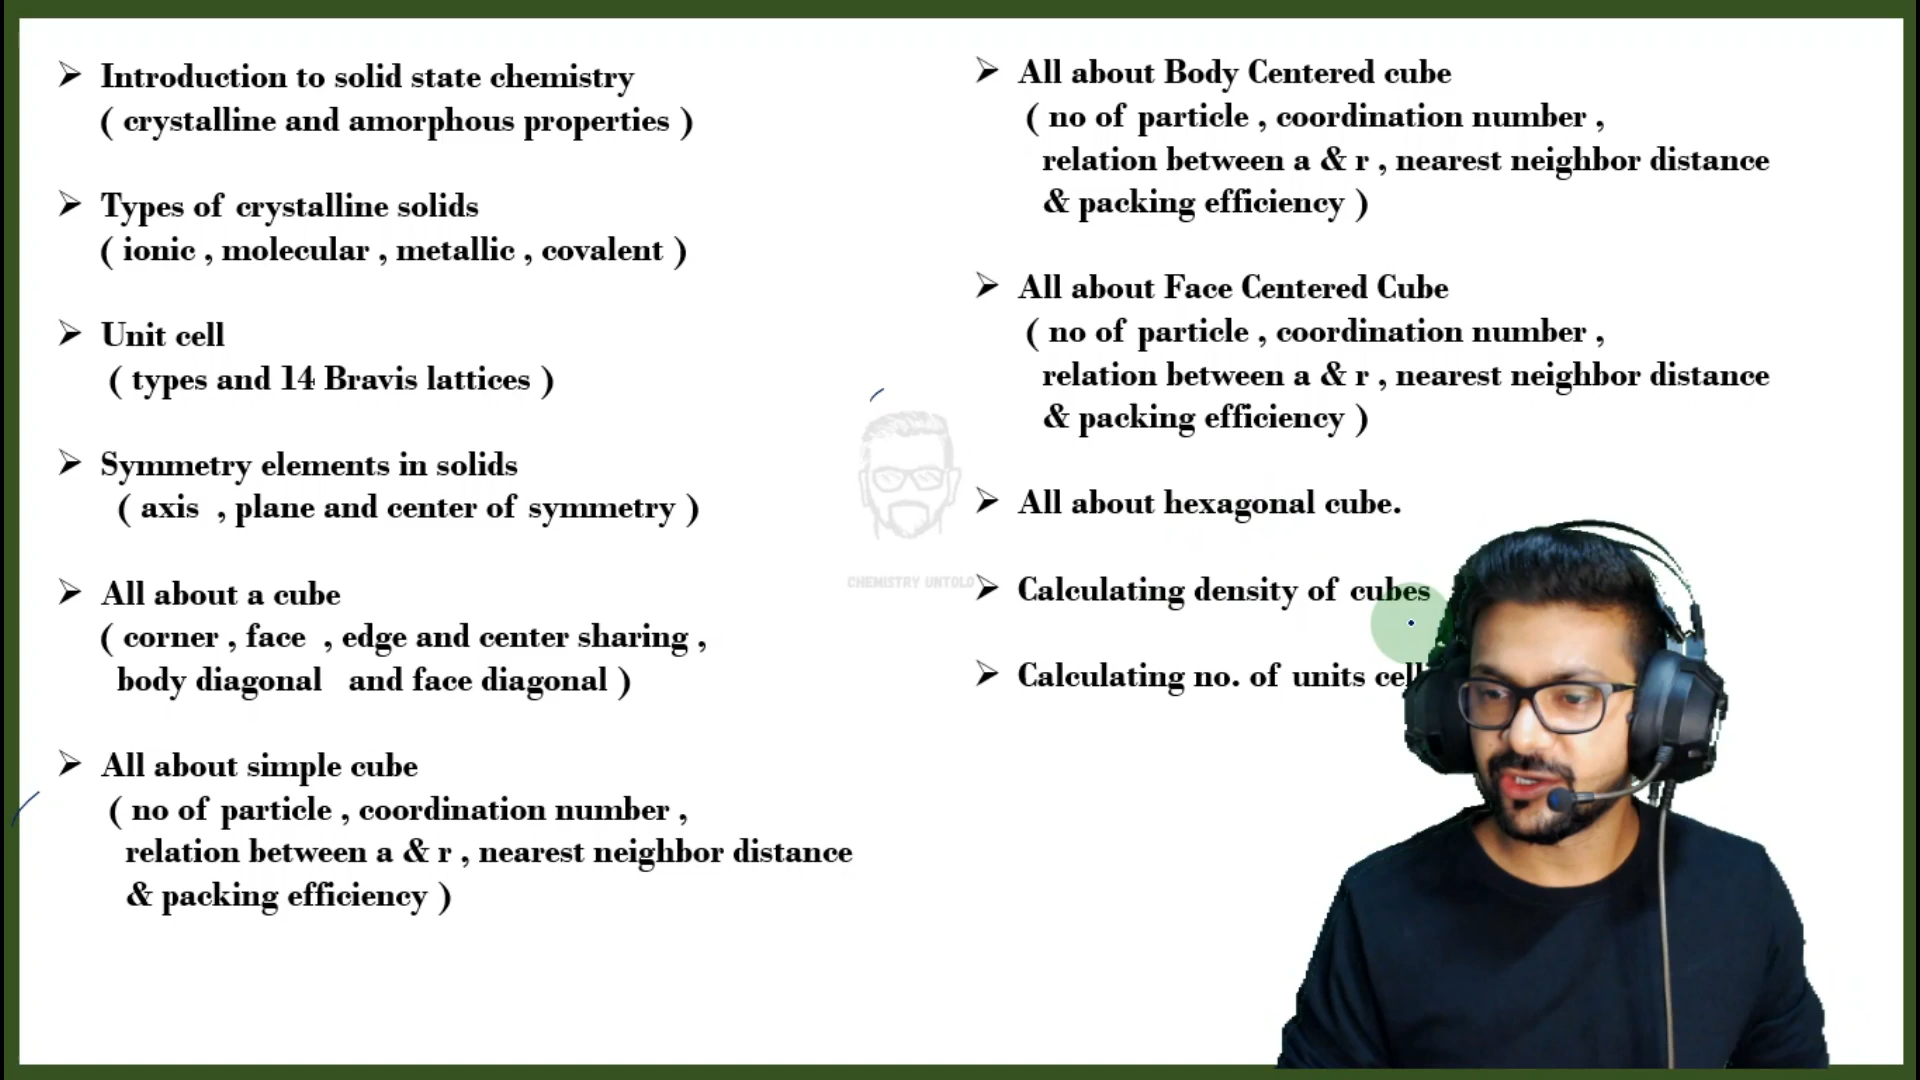 ➢ Introduction to solid state chemistry
( crystalline and amorphous properties )
➢ Types of crystalline solids
( ionic , molecular , metallic , covalent )
➢ Unit cell
( types and 14 Bravis lattices )
➢ Symmetry elements in solids
( axis , plane and center of symmetry )
➢ All about a cube
( corner , face , edge and center sharing ,
body diagonal and face diagonal )
➢ All about simple cube
( no of particle , coordination number ,
relation between a & r , nearest neighbor distance
& packing efficiency )
➢ All about Body Centered cube
( no of particle , coordination number ,
relation between a & r , nearest neighbor distance
& packing efficiency )
➢ All about Face Centered Cube
( no of particle , coordination number ,
relation between a & r , nearest neighbor distance
& packing efficiency )
➢ All about hexagonal cube.
➢ Calculating density of cubes
➢ Calculating no. of units cell
CHEMISTRY UNTOLD